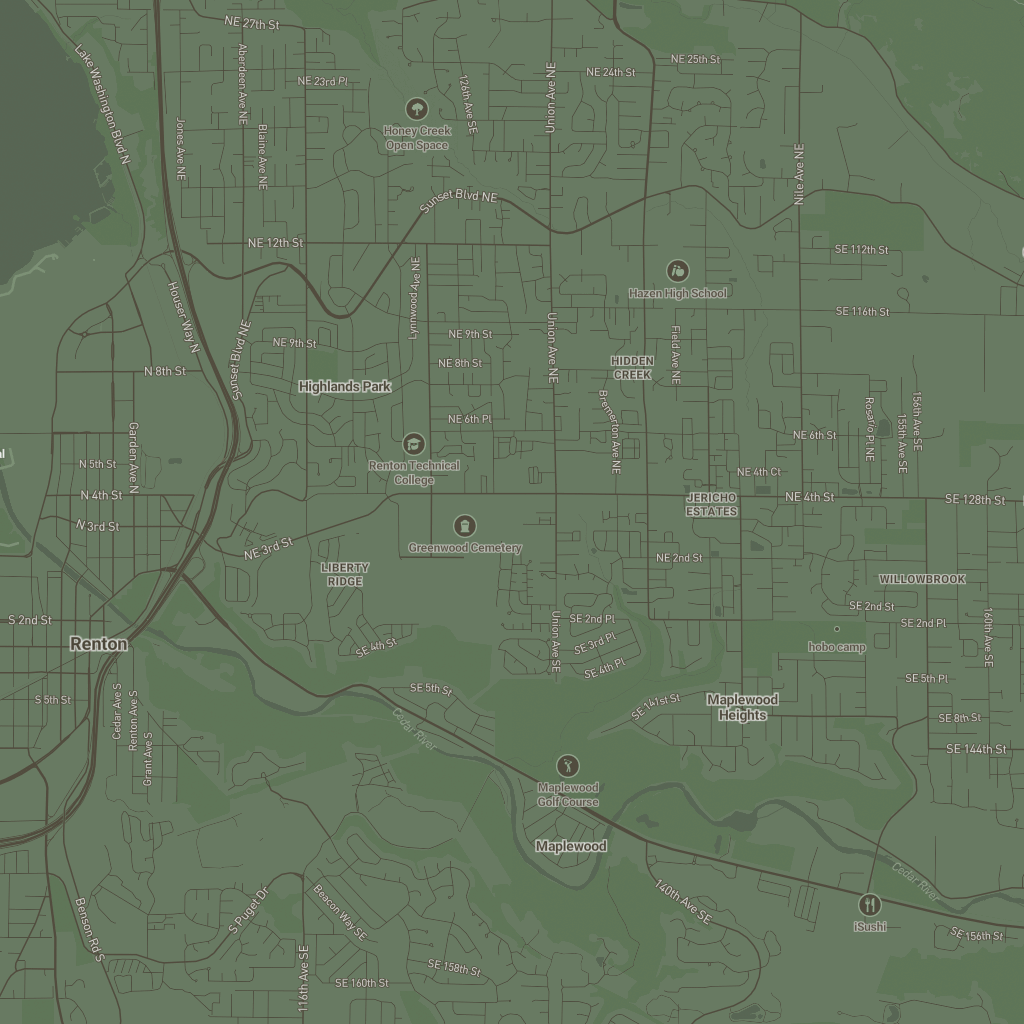 NE 27th St
Lake Washington Blvd N
Aberdeen Ave NE
NE 23rd Pl
126th Ave SE
Union Ave NE
NE 24th St
NE 25th St
Jones Ave NE
Blaine Ave NE
Honey Creek
Open Space
Nile Ave NE
Sunset Blvd NE
NE 12th St
SE 112th St
Lynnwood Ave NE
Hazen High School
Houser Way N
SE 116th St
Sunset Blvd NE
NE 9th St
NE 9th St
Union Ave NE
Field Ave NE
NE 8th St
HIDDEN
CREEK
N 8th St
Highlands Park
Bremerton Ave NE
Rosario Pl NE
155th Ave SE
156th Ave SE
NE 6th Pl
NE 6th St
Garden Ave N
al
N 5th St
Renton Technical
College
NE 4th Ct
N 4th St
JERICHO
ESTATES
NE 4th St
SE 128th St
N 3rd St
NE 3rd St
Greenwood Cemetery
NE 2nd St
LIBERTY
RIDGE
WILLOWBROOK
S 2nd St
SE 2nd St
SE 2nd Pl
SE 2nd Pl
160th Ave SE
Union Ave SE
SE 3rd Pl
SE 4th St
SE 4th Pl
Renton
hobo camp
SE 5th Pl
SE 5th St
S 5th St
Cedar Ave S
Renton Ave S
Grant Ave S
SE 141st St
Maplewood
Heights
SE 8th St
Cedar River
SE 144th St
Maplewood
Golf Course
Maplewood
Cedar River
140th Ave SE
S Puget Dr
Beacon Way SE
iSushi
Benson Rd S
SE 156th St
SE 158th St
116th Ave SE
SE 160th St